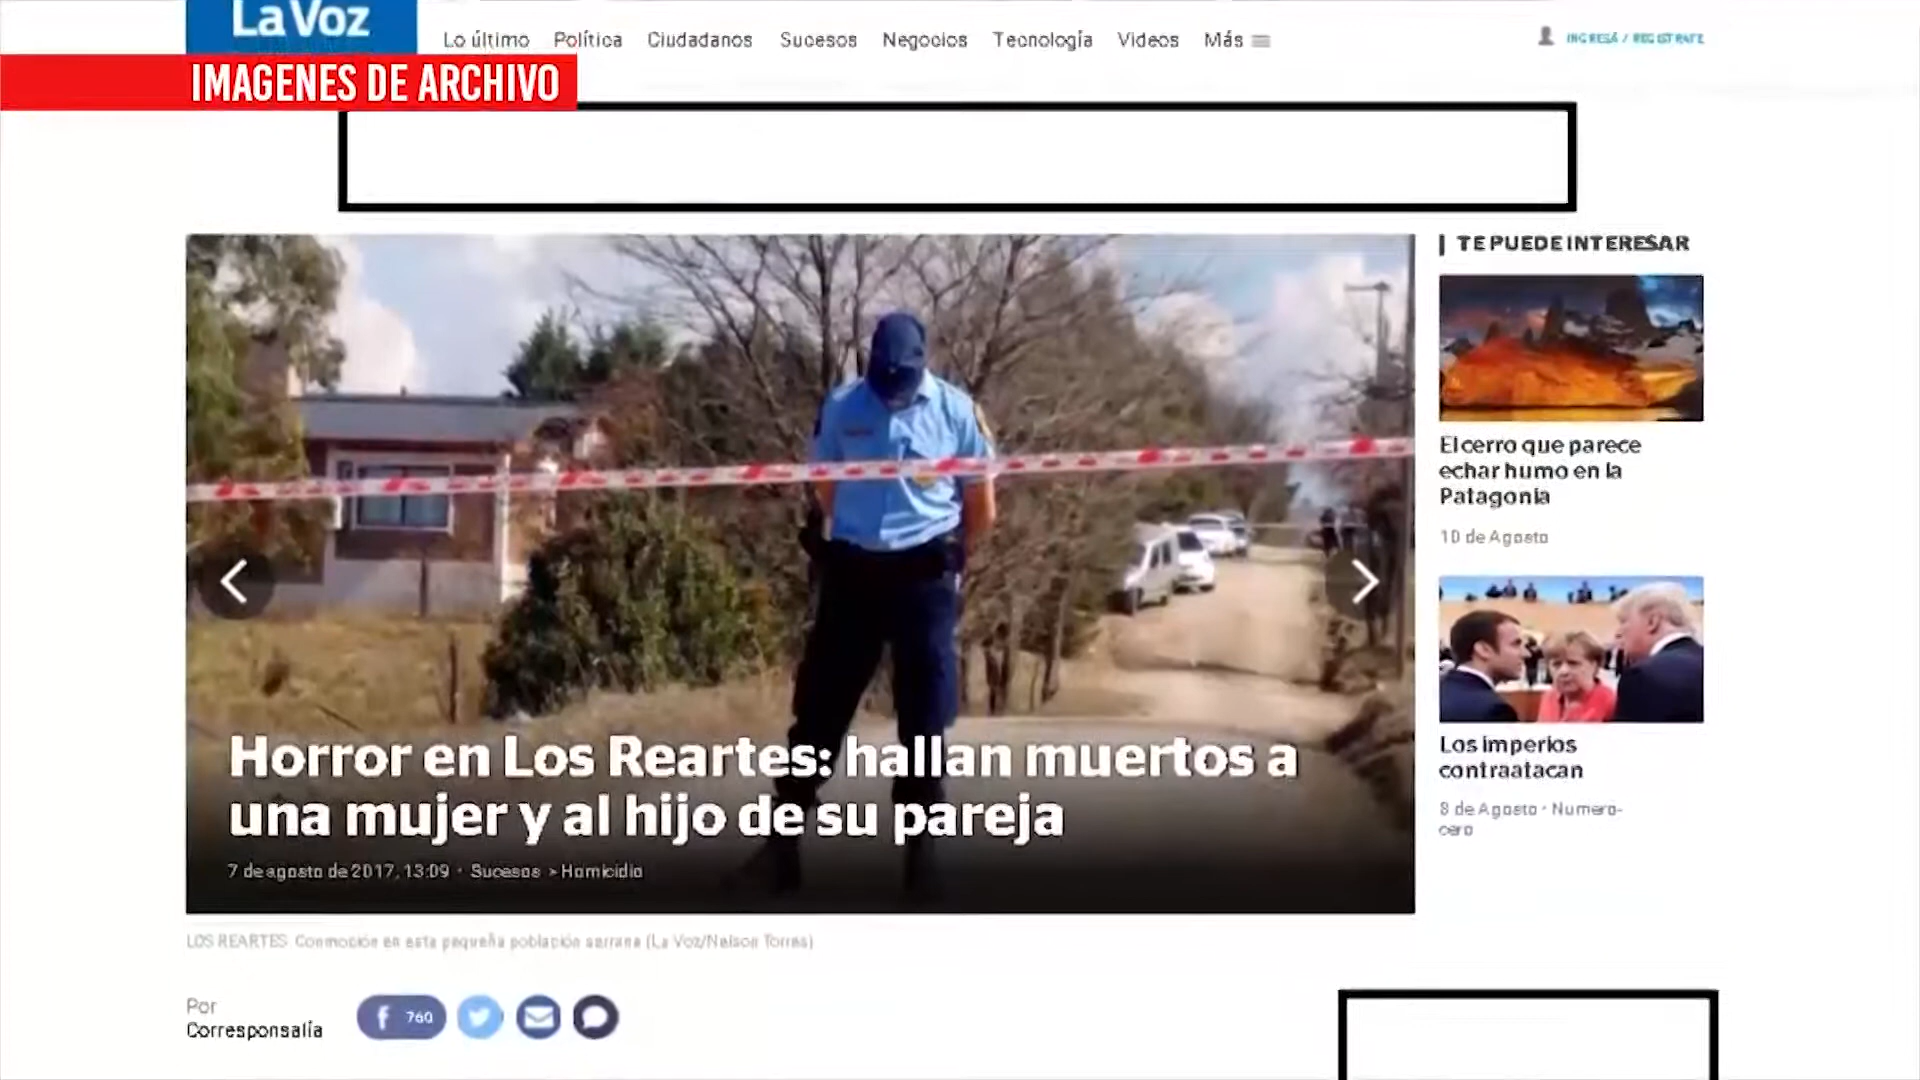 La Voz
Lo último Política Ciudadanos Sucesos Negocios Tecnología Videos Más
INGRESÁ / REGISTRATE
IMAGENES DE ARCHIVO
TE PUEDE INTERESAR
El cerro que parece
echar humo en la
Patagonia
10 de Agosto
Los imperios
contraatacan
8 de Agosto · Numero-
cero
Horror en Los Reartes: hallan muertos a
una mujer y al hijo de su pareja
7 de agosto de 2017, 13:09 · Sucesos > Homicidio
LOS REARTES. Conmoción en esta pequeña población serrana (La Voz/Nelson Torres)
Por
Corresponsalía
760